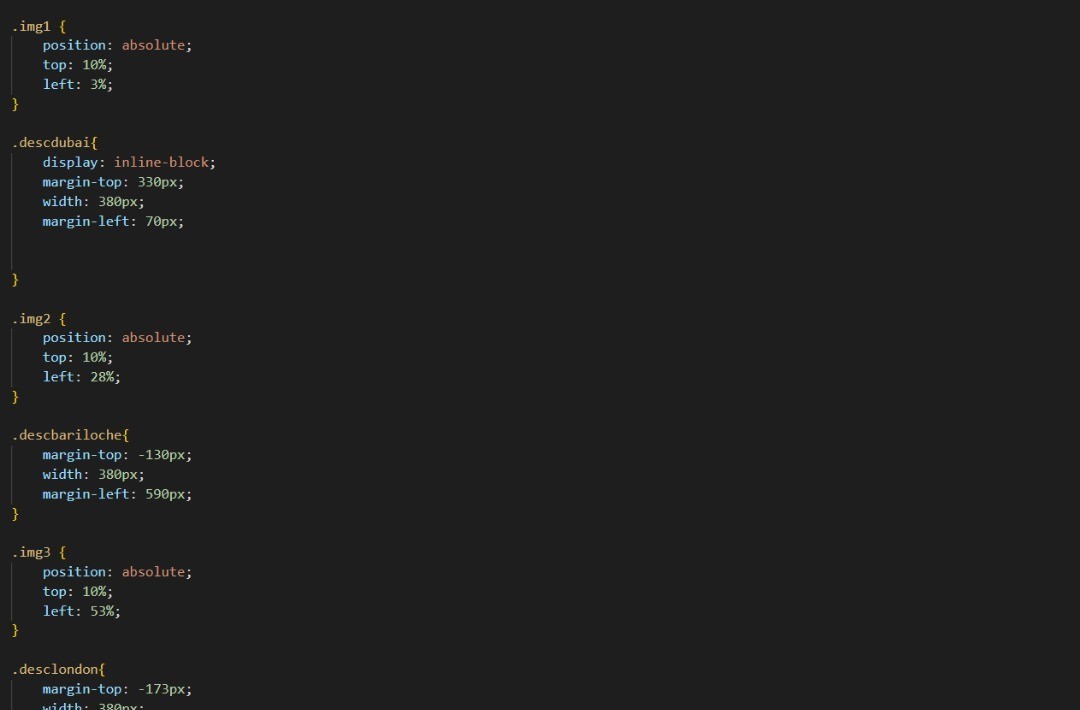 .img1 {
position: absolute;
top: 10%;
left: 3%;
}
.descdubai{
display: inline-block;
margin-top: 330px;
width: 380px;
margin-left: 70px;
}
.img2 {
position: absolute;
top: 10%;
left: 28%;
}
.descbariloche{
margin-top: -130px;
width: 380px;
margin-left: 590px;
}
.img3 {
position: absolute;
top: 10%;
left: 53%;
}
.desclondon{
margin-top: -173px;
width: 380px;